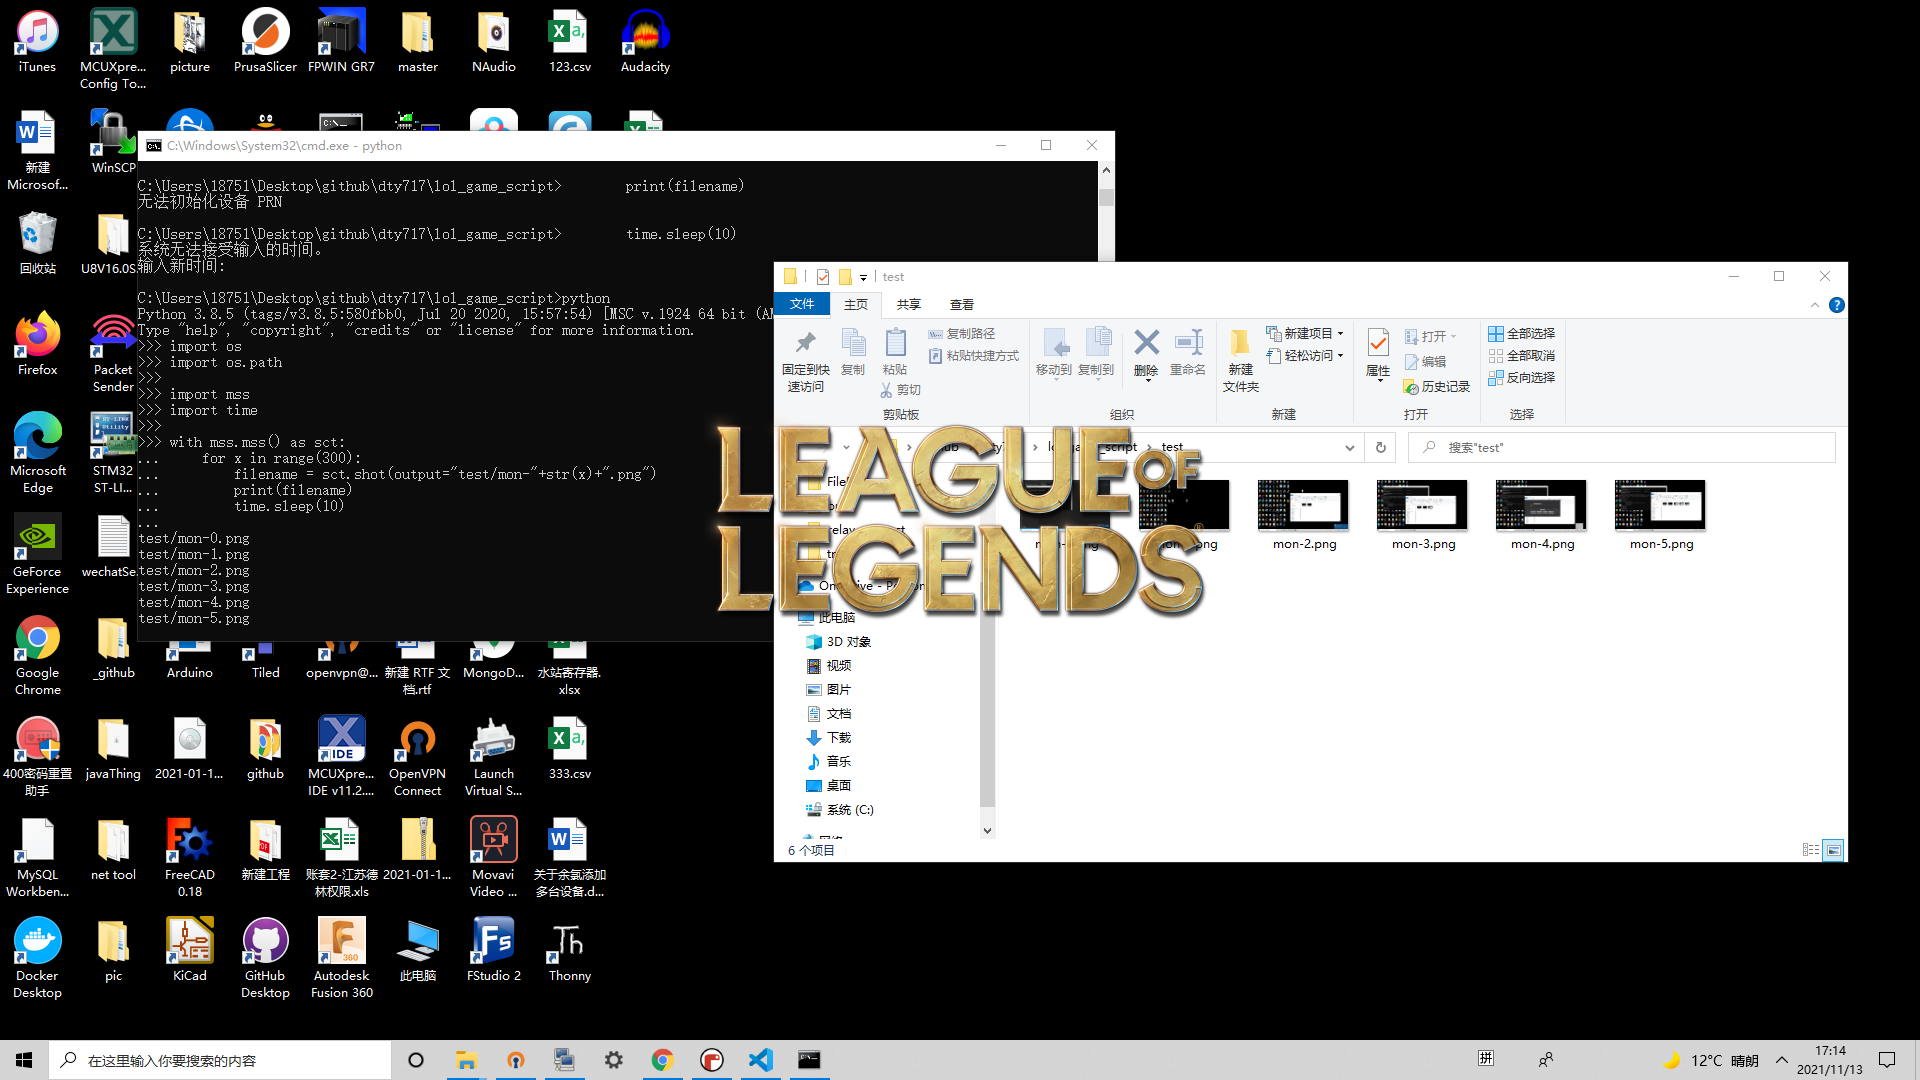 iTunes
MCUXpre...
Config To...
picture
PrusaSlicer
FPWIN GR7
master
NAudio
123.csv
Audacity
新建
Microsof...
WinSCP
回收站
U8V16.0S
Firefox
Packet
Sender
Microsoft
Edge
STM32
ST-LI...
GeForce
Experience
wechatSe
Google
Chrome
_github
Arduino
Tiled
openvpn@...
新建 RTF 文
档.rtf
MongoD...
水站寄存器.
xlsx
400密码重置
助手
javaThing
2021-01-1...
github
MCUXpre...
IDE v11.2....
OpenVPN
Connect
Launch
Virtual S...
333.csv
MySQL
Workben...
net tool
FreeCAD
0.18
新建工程
账套2-江苏德
林权限.xls
2021-01-1...
Movavi
Video ...
关于余氯添加
多台设备.d...
Docker
Desktop
pic
KiCad
GitHub
Desktop
Autodesk
Fusion 360
此电脑
FStudio 2
Thonny
C:\Windows\System32\cmd.exe - python
C:\Users\18751\Desktop\github\dty717\lol_game_script>        print(filename)
无法初始化设备 PRN
C:\Users\18751\Desktop\github\dty717\lol_game_script>        time.sleep(10)
系统无法接受输入的时间。
输入新时间:
C:\Users\18751\Desktop\github\dty717\lol_game_script>python
Python 3.8.5 (tags/v3.8.5:580fbb0, Jul 20 2020, 15:57:54) [MSC v.1924 64 bit (AM
Type "help", "copyright", "credits" or "license" for more information.
>>> import os
>>> import os.path
>>>
>>> import mss
>>> import time
>>>
>>> with mss.mss() as sct:
...     for x in range(300):
...         filename = sct.shot(output="test/mon-"+str(x)+".png")
...         print(filename)
...         time.sleep(10)
...
test/mon-0.png
test/mon-1.png
test/mon-2.png
test/mon-3.png
test/mon-4.png
test/mon-5.png
test
文件 主页 共享 查看
固定到快
速访问
复制
粘贴
复制路径
粘贴快捷方式
剪切
剪贴板
移动到
复制到
删除
重命名
组织
新建
文件夹
新建项目
轻松访问
新建
属性
打开
编辑
历史记录
打开
全部选择
全部取消
反向选择
选择
test
搜索"test"
LEAGUE OF
LEGENDS
mon-2.png
mon-3.png
mon-4.png
mon-5.png
此电脑
3D 对象
视频
图片
文档
下载
音乐
桌面
系统 (C:)
6 个项目
在这里输入你要搜索的内容
拼
12°C 晴朗
17:14
2021/11/13